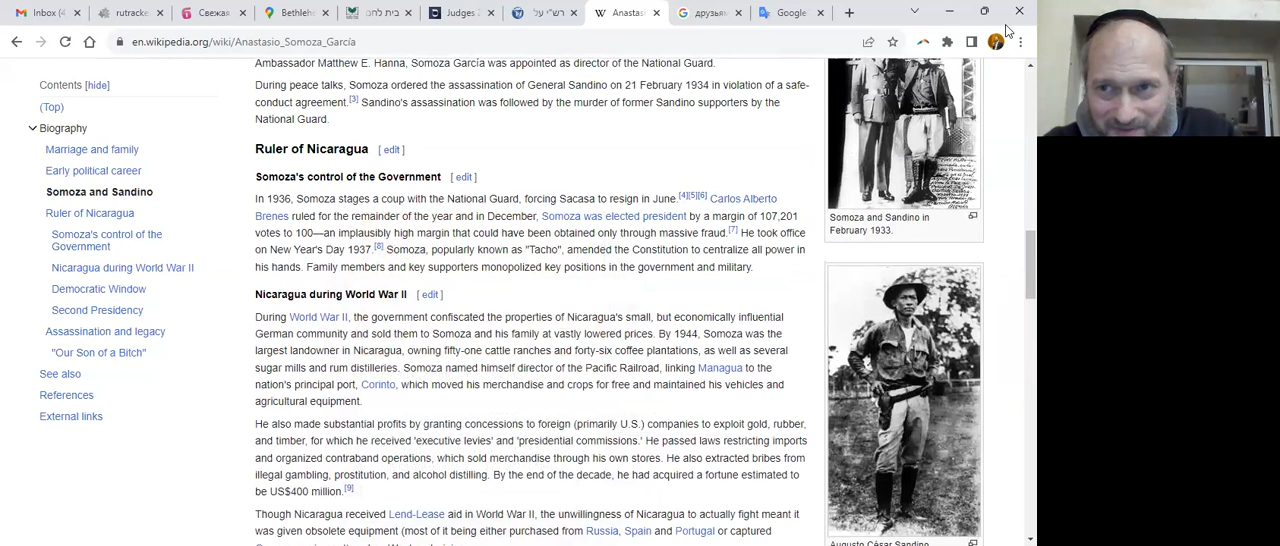 Inbox (4)
rutracke
Свежая
Bethlehe
בית לחם
Judges
רש"י על
Anastasi
друзьям
Google
en.wikipedia.org/wiki/Anastasio_Somoza_García
Contents [hide]
(Top)
Biography
Marriage and family
Early political career
Somoza and Sandino
Ruler of Nicaragua
Somoza's control of the
Government
Nicaragua during World War II
Democratic Window
Second Presidency
Assassination and legacy
"Our Son of a Bitch"
See also
References
External links
Ambassador Matthew E. Hanna, Somoza García was appointed as director of the National Guard.
During peace talks, Somoza ordered the assassination of General Sandino on 21 February 1934 in violation of a safe-
conduct agreement.[3] Sandino's assassination was followed by the murder of former Sandino supporters by the
National Guard.
Ruler of Nicaragua [ edit ]
Somoza's control of the Government [ edit ]
In 1936, Somoza stages a coup with the National Guard, forcing Sacasa to resign in June.[4][5][6] Carlos Alberto
Brenes ruled for the remainder of the year and in December, Somoza was elected president by a margin of 107,201
votes to 100—an implausibly high margin that could have been obtained only through massive fraud.[7] He took office
on New Year's Day 1937.[8] Somoza, popularly known as "Tacho", amended the Constitution to centralize all power in
his hands. Family members and key supporters monopolized key positions in the government and military.
Nicaragua during World War II [ edit ]
During World War II, the government confiscated the properties of Nicaragua's small, but economically influential
German community and sold them to Somoza and his family at vastly lowered prices. By 1944, Somoza was the
largest landowner in Nicaragua, owning fifty-one cattle ranches and forty-six coffee plantations, as well as several
sugar mills and rum distilleries. Somoza named himself director of the Pacific Railroad, linking Managua to the
nation's principal port, Corinto, which moved his merchandise and crops for free and maintained his vehicles and
agricultural equipment.
He also made substantial profits by granting concessions to foreign (primarily U.S.) companies to exploit gold, rubber,
and timber, for which he received 'executive levies' and 'presidential commissions.' He passed laws restricting imports
and organized contraband operations, which sold merchandise through his own stores. He also extracted bribes from
illegal gambling, prostitution, and alcohol distilling. By the end of the decade, he had acquired a fortune estimated to
be US$400 million.[9]
Though Nicaragua received Lend-Lease aid in World War II, the unwillingness of Nicaragua to actually fight meant it
was given obsolete equipment (most of it being either purchased from Russia, Spain and Portugal or captured
Somoza and Sandino in
February 1933.
Augusto César Sandino